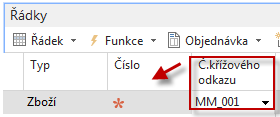 Řádky
Řádek Funkce Objednávka
Typ Číslo Č.křížového
odkazu
Zboží * MM_001